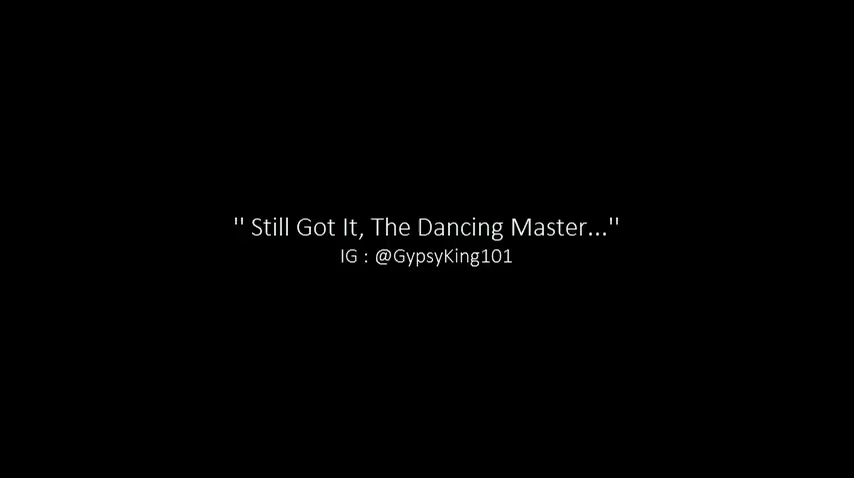 " Still Got It, The Dancing Master..."
IG : @GypsyKing101